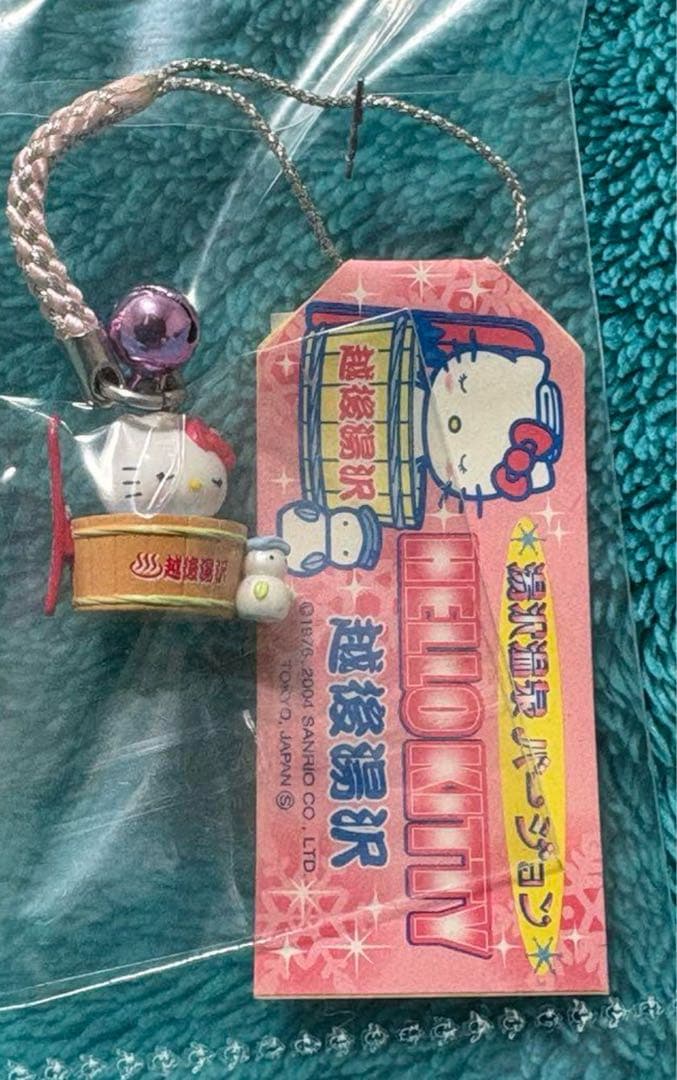 湯沢温泉 バージョン
越後湯沢
HELLO KITTY
越後湯沢
©1976, 2004 SANRIO CO., LTD.
TOKYO, JAPAN Ⓢ
越後湯沢